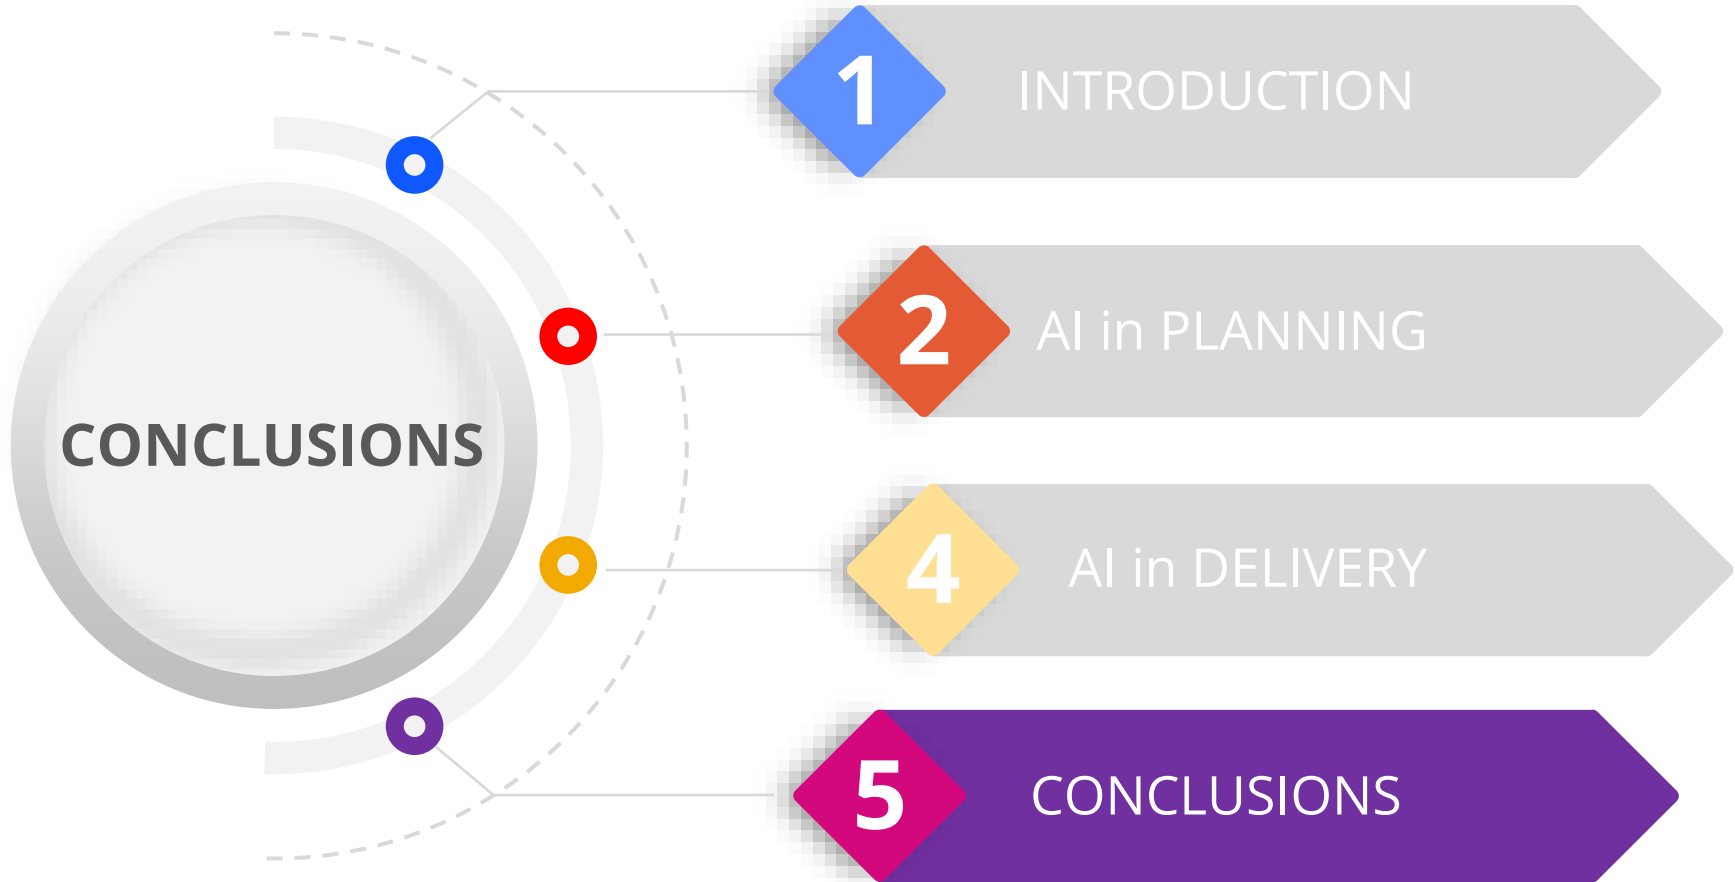 1
INTRODUCTION
2
AI in PLANNING
CONCLUSIONS
4
AI in DELIVERY
5
CONCLUSIONS